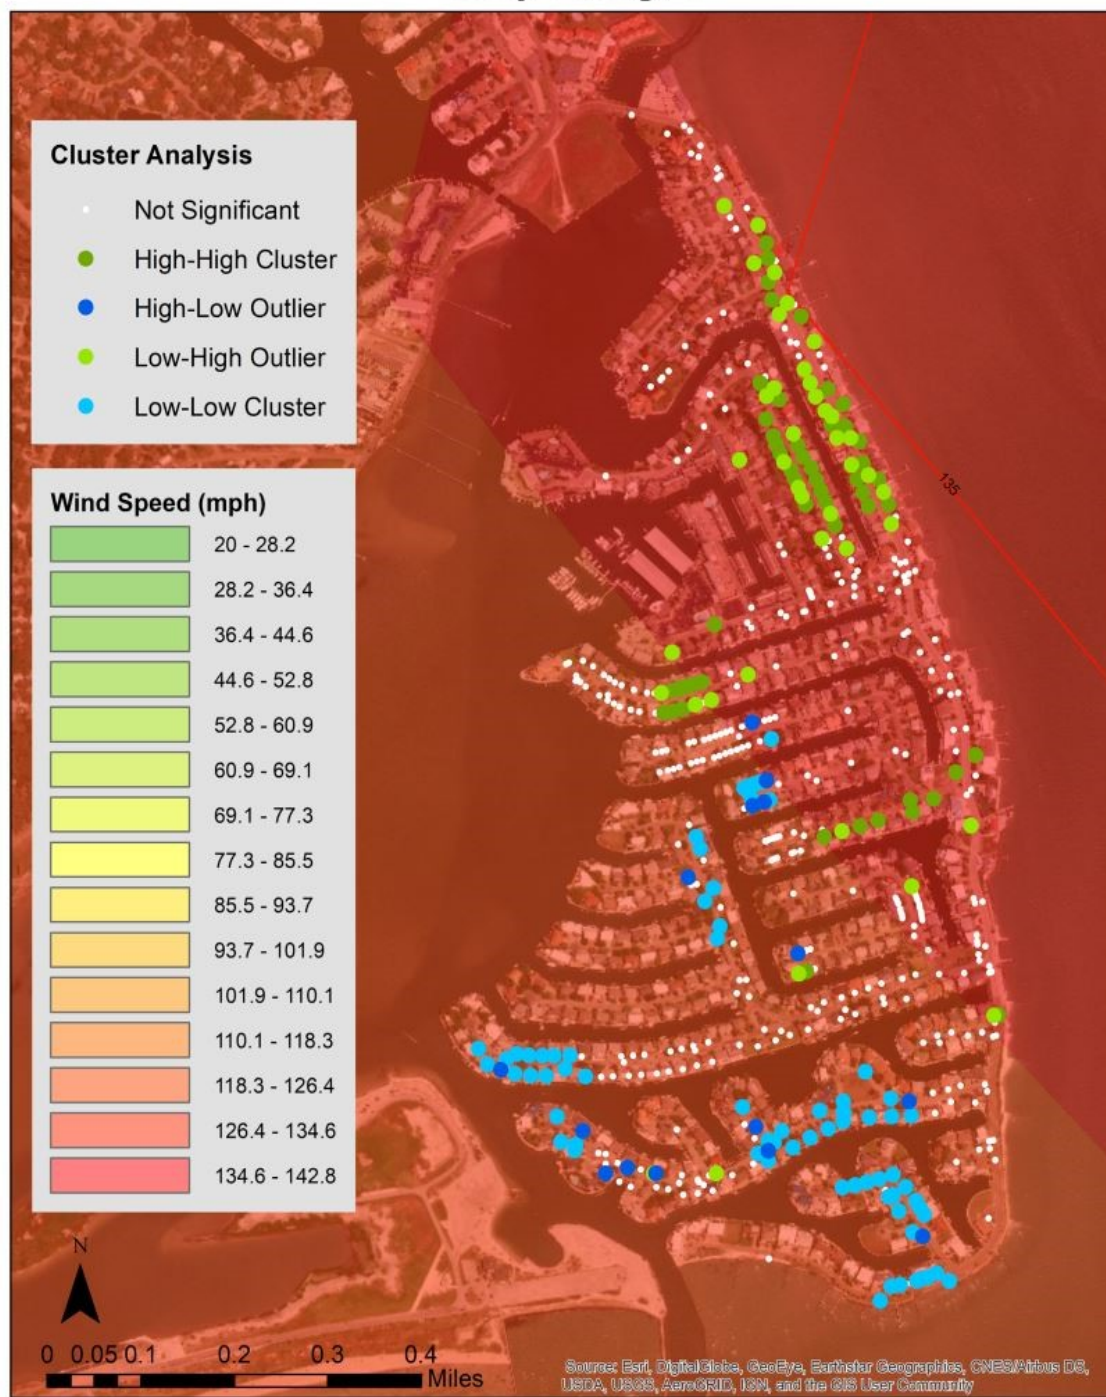 Cluster Analysis
Not Significant
High-High Cluster
High-Low Outlier
Low-High Outlier
Low-Low Cluster
Wind Speed (mph)
20 - 28.2
28.2 - 36.4
36.4 - 44.6
44.6 - 52.8
52.8 - 60.9
60.9 - 69.1
69.1 - 77.3
77.3 - 85.5
85.5 - 93.7
93.7 - 101.9
101.9 - 110.1
110.1 - 118.3
118.3 - 126.4
126.4 - 134.6
134.6 - 142.8
135
N
0 0.05 0.1 0.2 0.3 0.4
Miles
Source: Esri, DigitalGlobe, GeoEye, Earthstar Geographics, CNES/Airbus DS,
USDA, USGS, AeroGRID, IGN, and the GIS User Community